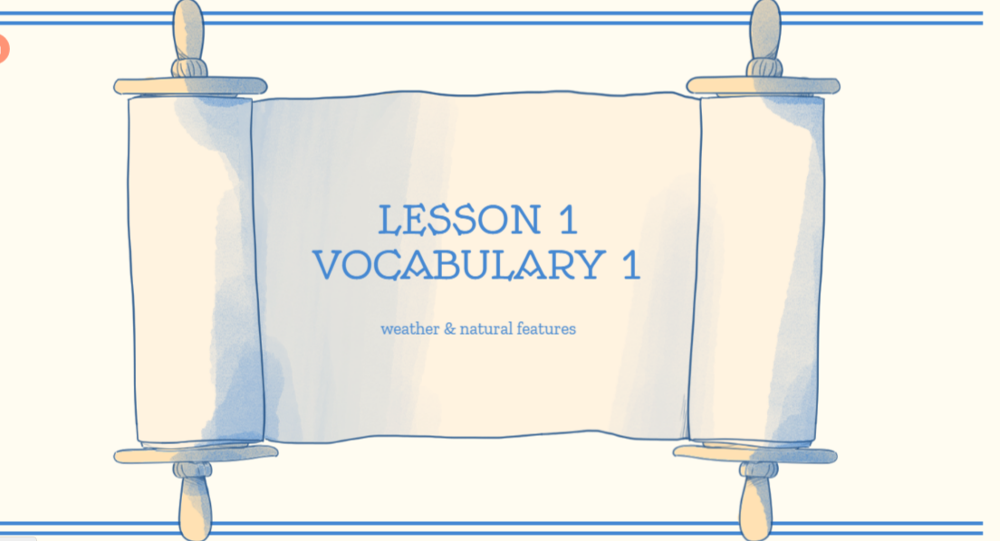 LESSON 1
VOCABULARY 1
weather & natural features